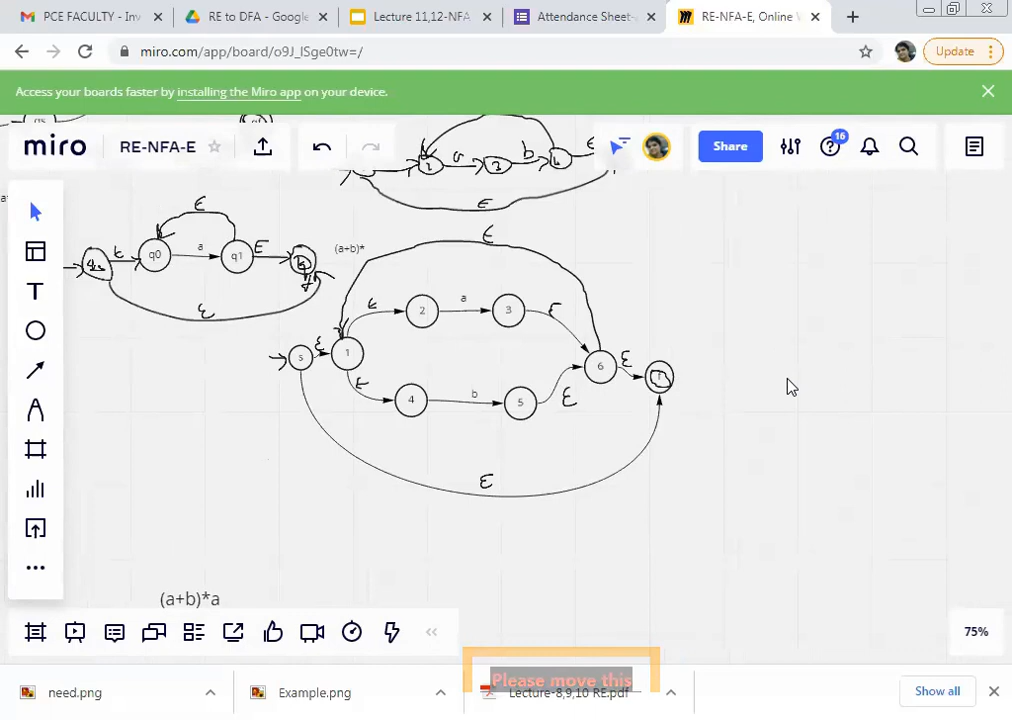 PCE FACULTY - Inv
RE to DFA - Google
Lecture 11,12-NFA
Attendance Sheet-
RE-NFA-E, Online W
miro.com/app/board/o9J_lSge0tw=/
Update
Access your boards faster by installing the Miro app on your device.
miro
RE-NFA-E
Share
16
2 a 3 b 4 ε
ε
ε
ε q0 a q1 ε
ε
(a+b)*
ε
ε 2 a 3 ε
s ε 1 6 ε
ε 4 b 5 ε
ε
(a+b)*a
75%
Please move this
need.png
Example.png
Lecture-8,9,10 RE.pdf
Show all